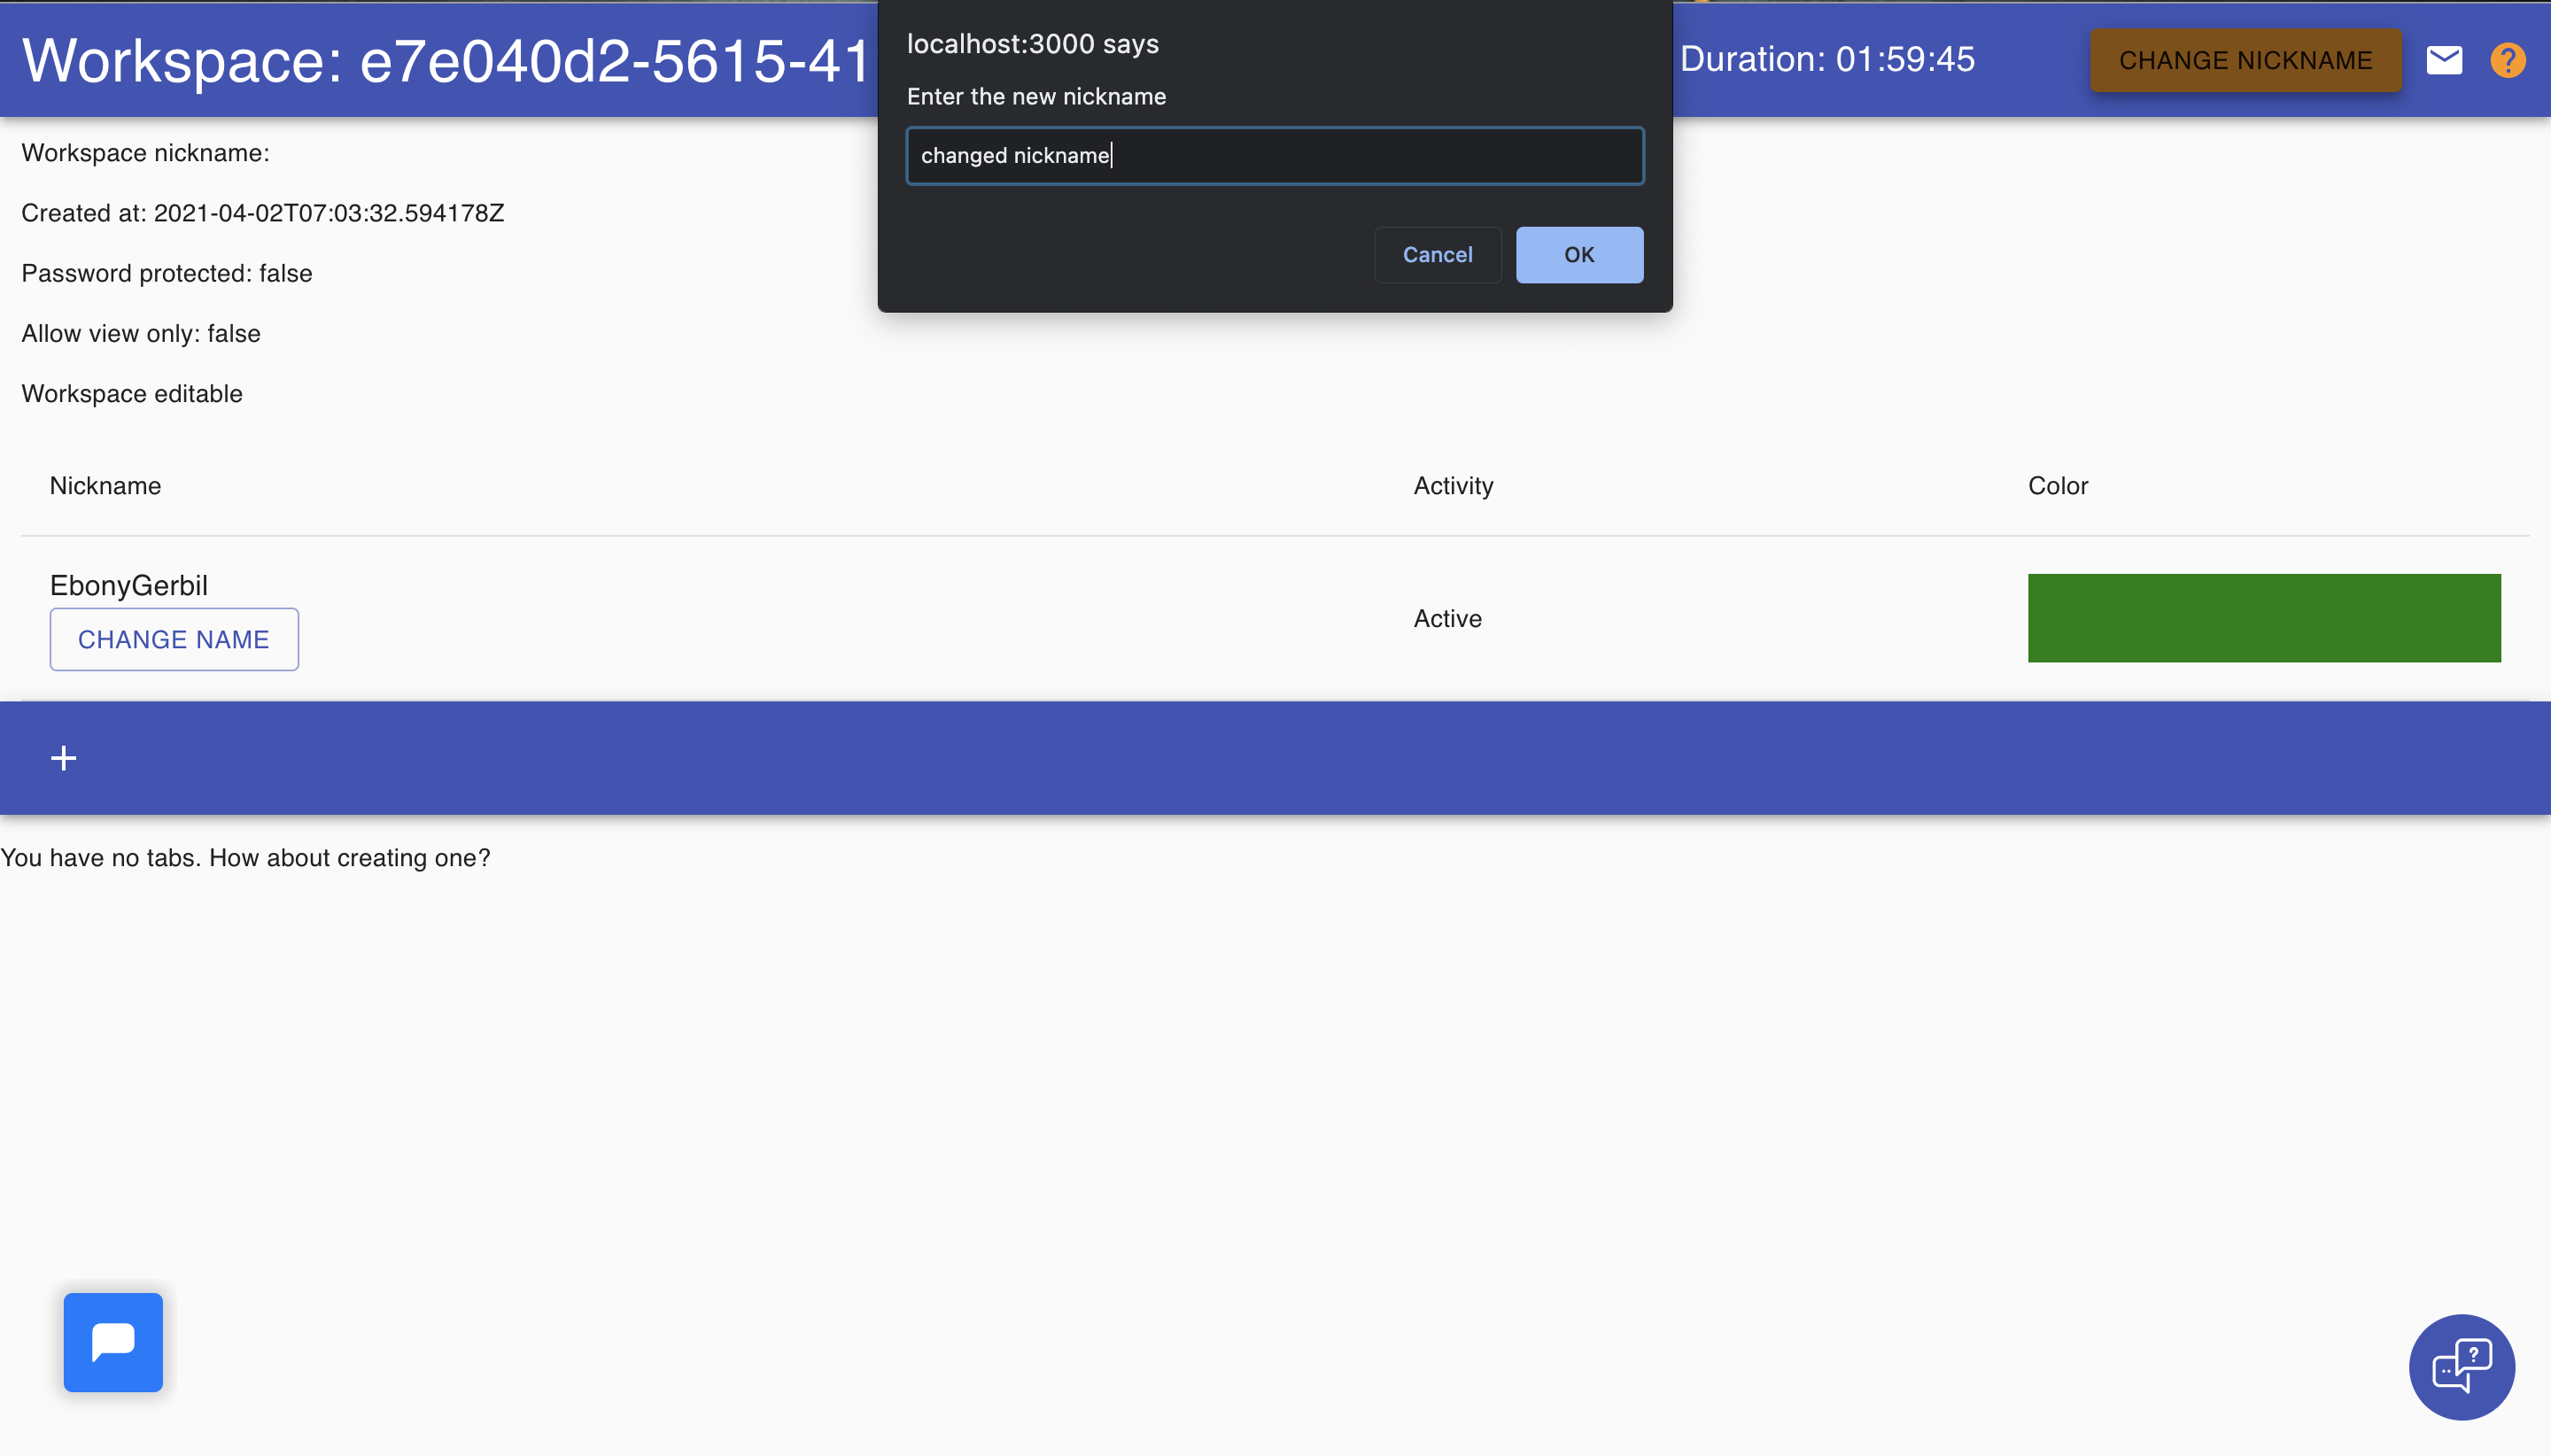 Workspace: e7e040d2-5615-41
localhost:3000 says
Enter the new nickname
changed nickname
Cancel
OK
Duration: 01:59:45
CHANGE NICKNAME
?
Workspace nickname:
Created at: 2021-04-02T07:03:32.594178Z
Password protected: false
Allow view only: false
Workspace editable
Nickname Activity Color
EbonyGerbil
CHANGE NAME
Active
+
You have no tabs. How about creating one?
?